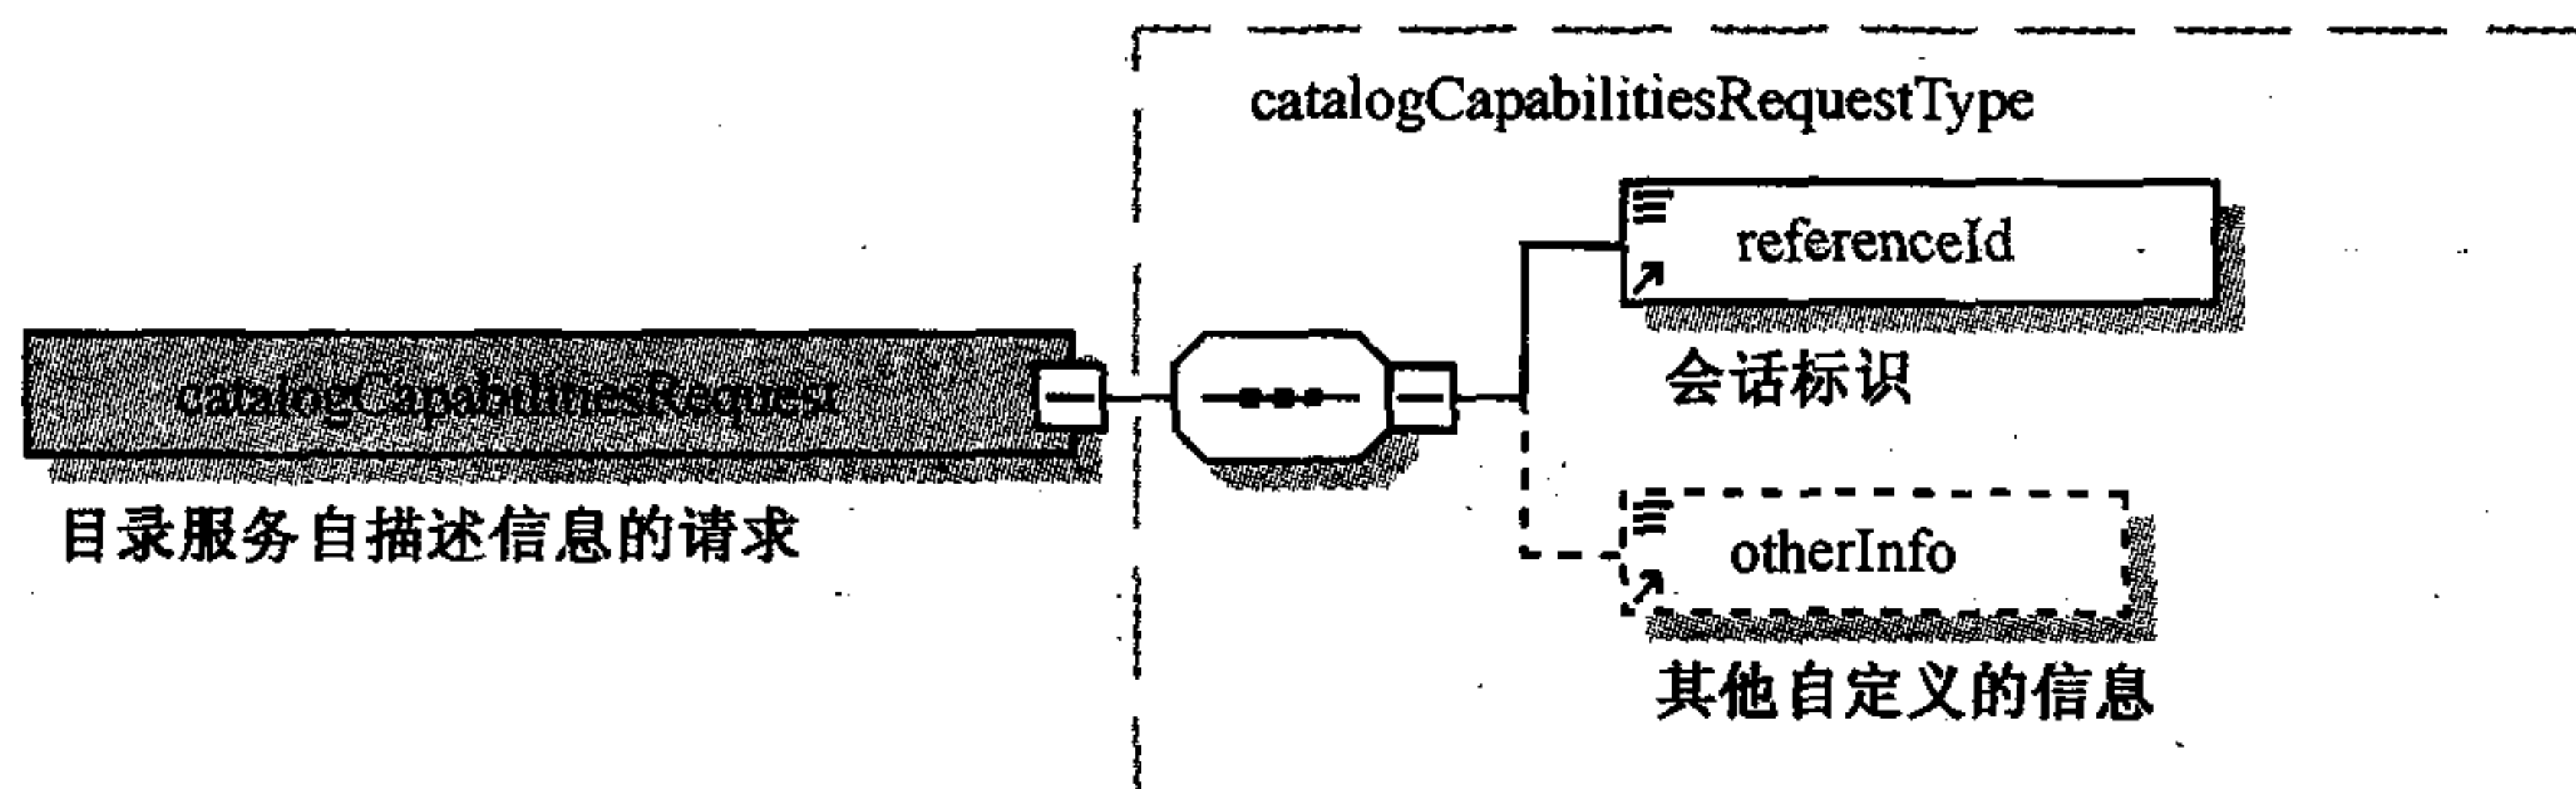 catalogCapabilitiesRequestType
referenceId
会话标识
catalogCapabilitiesRequest
目录服务自描述信息的请求
otherInfo
其他自定义的信息